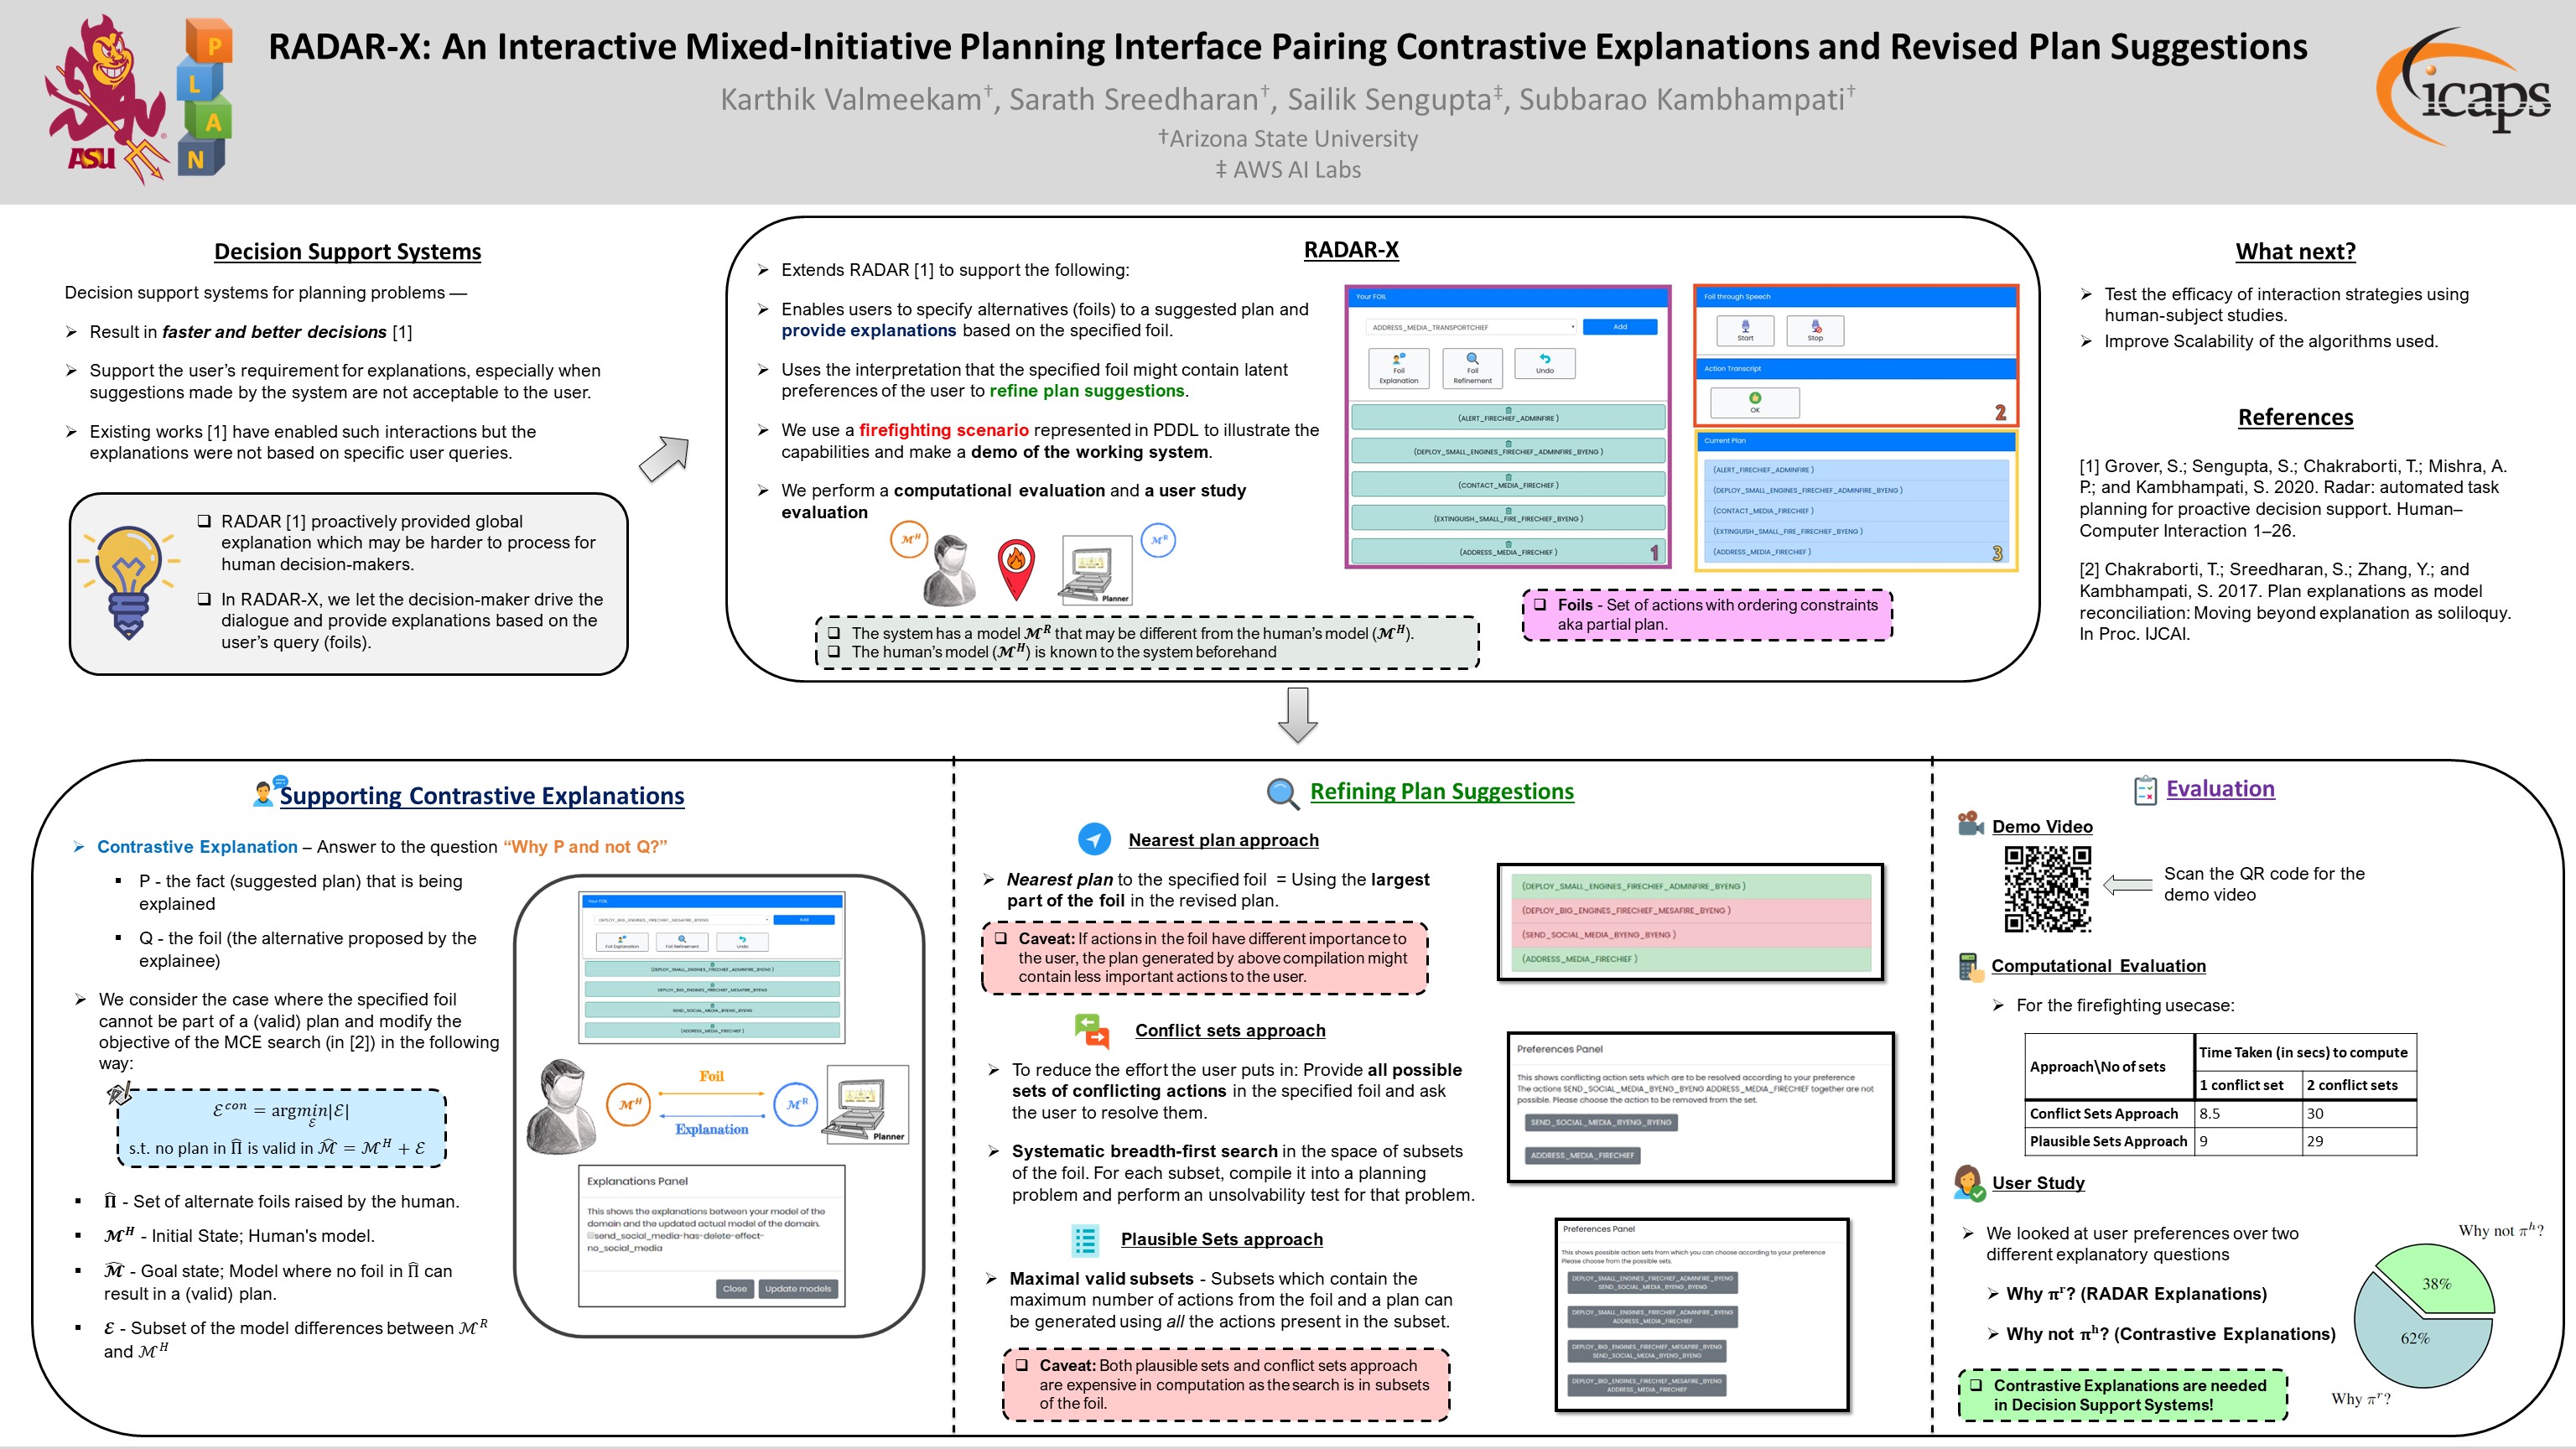 RADAR-X: An Interactive Mixed-Initiative Planning Interface Pairing Contrastive Explanations and Revised Plan Suggestions
Karthik Valmeekam†, Sarath Sreedharan†, Sailik Sengupta‡, Subbarao Kambhampati†
†Arizona State University
‡ AWS AI Labs
ASU
P
L
A
N
icaps
Decision Support Systems
Decision support systems for planning problems —
➢ Result in faster and better decisions [1]
➢ Support the user's requirement for explanations, especially when
suggestions made by the system are not acceptable to the user.
➢ Existing works [1] have enabled such interactions but the
explanations were not based on specific user queries.
❑ RADAR [1] proactively provided global
explanation which may be harder to process for
human decision-makers.
❑ In RADAR-X, we let the decision-maker drive the
dialogue and provide explanations based on the
user's query (foils).
RADAR-X
➢ Extends RADAR [1] to support the following:
➢ Enables users to specify alternatives (foils) to a suggested plan and
provide explanations based on the specified foil.
➢ Uses the interpretation that the specified foil might contain latent
preferences of the user to refine plan suggestions.
➢ We use a firefighting scenario represented in PDDL to illustrate the
capabilities and make a demo of the working system.
➢ We perform a computational evaluation and a user study
evaluation
ℳᴴ
ℳᴿ
Planner
❑ The system has a model ℳᴿ that may be different from the human's model (ℳᴴ).
❑ The human's model (ℳᴴ) is known to the system beforehand
Your FOIL
ADDRESS_MEDIA_TRANSPORTCHIEF
Add
Foil
Explanation
Foil
Refinement
Undo
(ALERT_FIRECHIEF_ADMINFIRE )
(DEPLOY_SMALL_ENGINES_FIRECHIEF_ADMINFIRE_BYENG )
(CONTACT_MEDIA_FIRECHIEF )
(EXTINGUISH_SMALL_FIRE_FIRECHIEF_BYENG )
(ADDRESS_MEDIA_FIRECHIEF )
1
Foil through Speech
Start
Stop
Action Transcript
OK
2
Current Plan
(ALERT_FIRECHIEF_ADMINFIRE )
(DEPLOY_SMALL_ENGINES_FIRECHIEF_ADMINFIRE_BYENG )
(CONTACT_MEDIA_FIRECHIEF )
(EXTINGUISH_SMALL_FIRE_FIRECHIEF_BYENG )
(ADDRESS_MEDIA_FIRECHIEF )
3
❑ Foils - Set of actions with ordering constraints
aka partial plan.
What next?
➢ Test the efficacy of interaction strategies using
human-subject studies.
➢ Improve Scalability of the algorithms used.
References
[1] Grover, S.; Sengupta, S.; Chakraborti, T.; Mishra, A.
P.; and Kambhampati, S. 2020. Radar: automated task
planning for proactive decision support. Human–
Computer Interaction 1–26.
[2] Chakraborti, T.; Sreedharan, S.; Zhang, Y.; and
Kambhampati, S. 2017. Plan explanations as model
reconciliation: Moving beyond explanation as soliloquy.
In Proc. IJCAI.
Supporting Contrastive Explanations
➢ Contrastive Explanation – Answer to the question “Why P and not Q?”
▪ P - the fact (suggested plan) that is being
explained
▪ Q - the foil (the alternative proposed by the
explainee)
➢ We consider the case where the specified foil
cannot be part of a (valid) plan and modify the
objective of the MCE search (in [2]) in the following
way:
ℰᶜᵒⁿ = argmin|ℰ|
ℰ
s.t. no plan in Π̂ is valid in ℳ̂ = ℳᴴ + ℰ
▪ Π̂ - Set of alternate foils raised by the human.
▪ ℳᴴ - Initial State; Human's model.
▪ ℳ̂ - Goal state; Model where no foil in Π̂ can
result in a (valid) plan.
▪ ℰ - Subset of the model differences between ℳᴿ
and ℳᴴ
Your FOIL
DEPLOY_BIG_ENGINES_FIRECHIEF_MESAFIRE_BYENG
Add
Foil Explanation
Foil Refinement
Undo
(DEPLOY_SMALL_ENGINES_FIRECHIEF_ADMINFIRE_BYENG )
DEPLOY_BIG_ENGINES_FIRECHIEF_MESAFIRE_BYENG
SEND_SOCIAL_MEDIA_BYENG_BYENG
(ADDRESS_MEDIA_FIRECHIEF )
ℳᴴ
Foil
Explanation
ℳᴿ
Planner
Explanations Panel
This shows the explanations between your model of the
domain and the updated actual model of the domain.
send_social_media-has-delete-effect-
no_social_media
Close
Update models
Refining Plan Suggestions
Nearest plan approach
➢ Nearest plan to the specified foil = Using the largest
part of the foil in the revised plan.
❑ Caveat: If actions in the foil have different importance to
the user, the plan generated by above compilation might
contain less important actions to the user.
(DEPLOY_SMALL_ENGINES_FIRECHIEF_ADMINFIRE_BYENG )
(DEPLOY_BIG_ENGINES_FIRECHIEF_MESAFIRE_BYENG )
(SEND_SOCIAL_MEDIA_BYENG_BYENG )
(ADDRESS_MEDIA_FIRECHIEF )
Conflict sets approach
➢ To reduce the effort the user puts in: Provide all possible
sets of conflicting actions in the specified foil and ask
the user to resolve them.
➢ Systematic breadth-first search in the space of subsets
of the foil. For each subset, compile it into a planning
problem and perform an unsolvability test for that problem.
Preferences Panel
This shows conflicting action sets which are to be resolved according to your preference
The actions SEND_SOCIAL_MEDIA_BYENG_BYENG ADDRESS_MEDIA_FIRECHIEF together are not
possible. Please choose the action to be removed from the set.
SEND_SOCIAL_MEDIA_BYENG_BYENG
ADDRESS_MEDIA_FIRECHIEF
Plausible Sets approach
➢ Maximal valid subsets - Subsets which contain the
maximum number of actions from the foil and a plan can
be generated using all the actions present in the subset.
❑ Caveat: Both plausible sets and conflict sets approach
are expensive in computation as the search is in subsets
of the foil.
Preferences Panel
This shows possible action sets from which you can choose according to your preference
Please choose from the possible sets.
DEPLOY_SMALL_ENGINES_FIRECHIEF_ADMINFIRE_BYENG
SEND_SOCIAL_MEDIA_BYENG_BYENG
DEPLOY_SMALL_ENGINES_FIRECHIEF_ADMINFIRE_BYENG
ADDRESS_MEDIA_FIRECHIEF
DEPLOY_BIG_ENGINES_FIRECHIEF_MESAFIRE_BYENG
SEND_SOCIAL_MEDIA_BYENG_BYENG
DEPLOY_BIG_ENGINES_FIRECHIEF_MESAFIRE_BYENG
ADDRESS_MEDIA_FIRECHIEF
Evaluation
Demo Video
Scan the QR code for the
demo video
Computational Evaluation
➢ For the firefighting usecase:
Approach\No of sets
Time Taken (in secs) to compute
1 conflict set 2 conflict sets
Conflict Sets Approach 8.5 30
Plausible Sets Approach 9 29
User Study
➢ We looked at user preferences over two
different explanatory questions
➢ Why πʳ? (RADAR Explanations)
➢ Why not πʰ? (Contrastive Explanations)
Why not πʰ?
38%
62%
Why πʳ?
❑ Contrastive Explanations are needed
in Decision Support Systems!